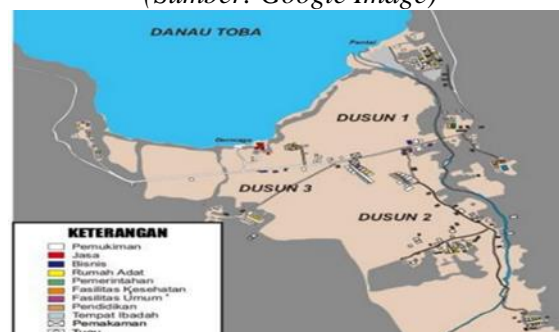 (Sumber: Google Image)
DANAU TOBA
Pantai
DUSUN 1
Dermaga
DUSUN 3
DUSUN 2
KETERANGAN
Pemukiman
Jasa
Bisnis
Rumah Adat
Pemerintahan
Fasilitas Kesehatan
Fasilitas Umum
Pendidikan
Tempat Ibadah
Pemakaman
Tugu